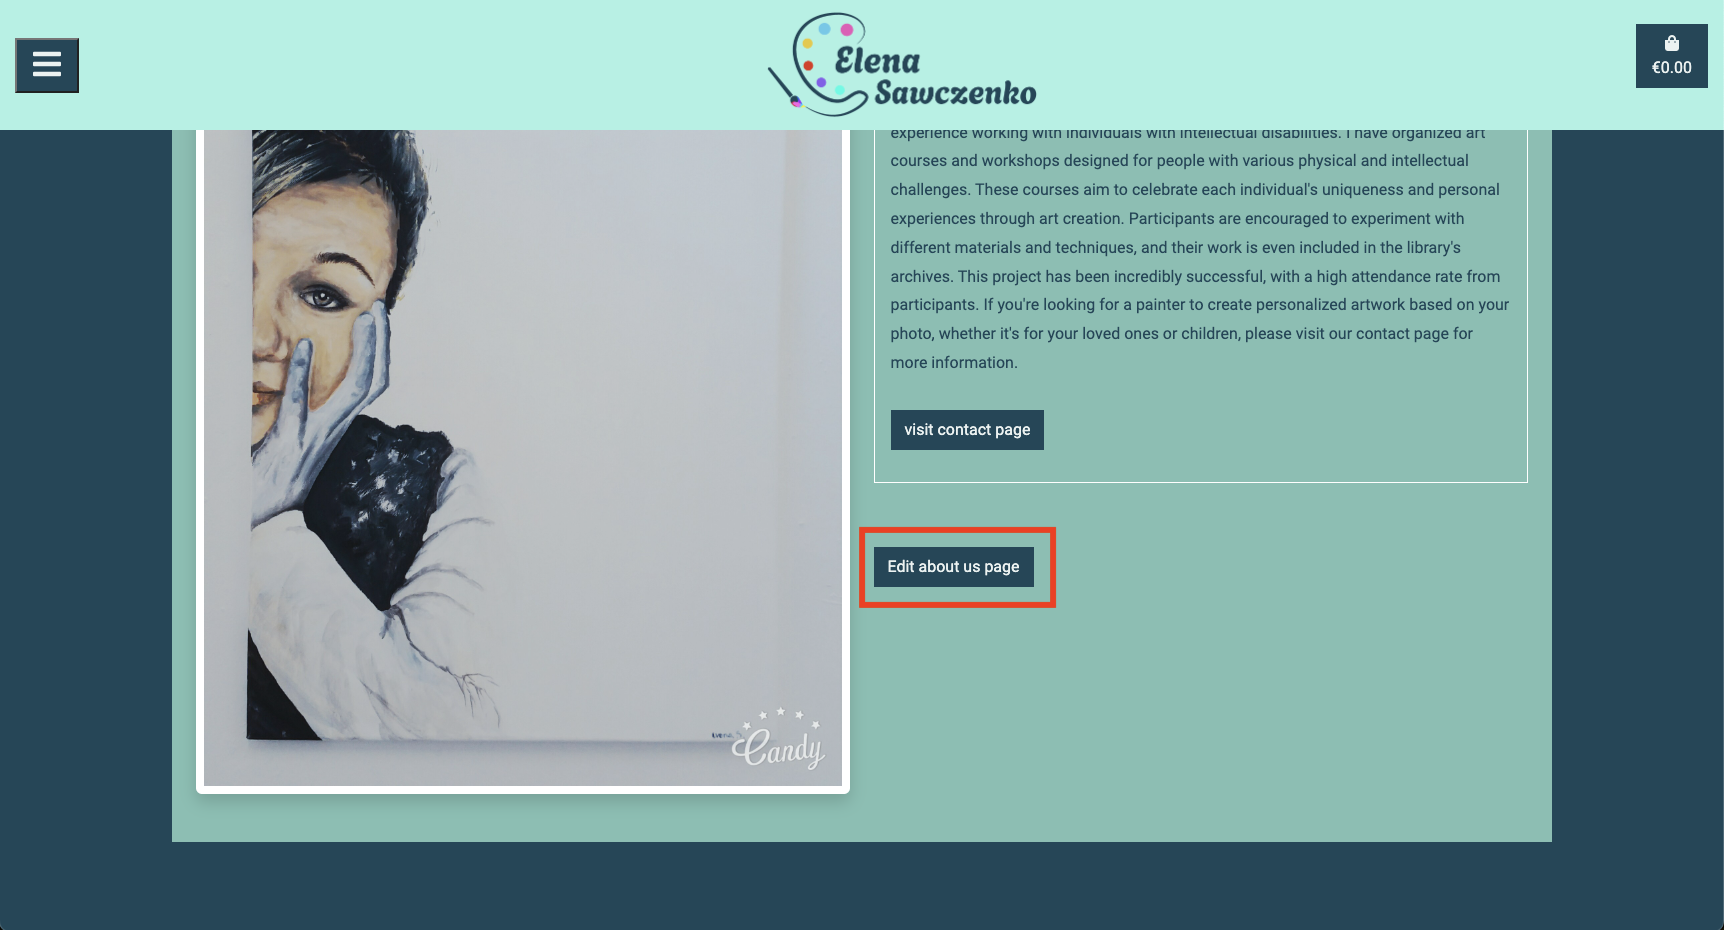 Elena
Sawczenko
€0.00
experience working with individuals with intellectual disabilities. I have organized art
courses and workshops designed for people with various physical and intellectual
challenges. These courses aim to celebrate each individual's uniqueness and personal
experiences through art creation. Participants are encouraged to experiment with
different materials and techniques, and their work is even included in the library's
archives. This project has been incredibly successful, with a high attendance rate from
participants. If you're looking for a painter to create personalized artwork based on your
photo, whether it's for your loved ones or children, please visit our contact page for
more information.
visit contact page
Edit about us page
Candy